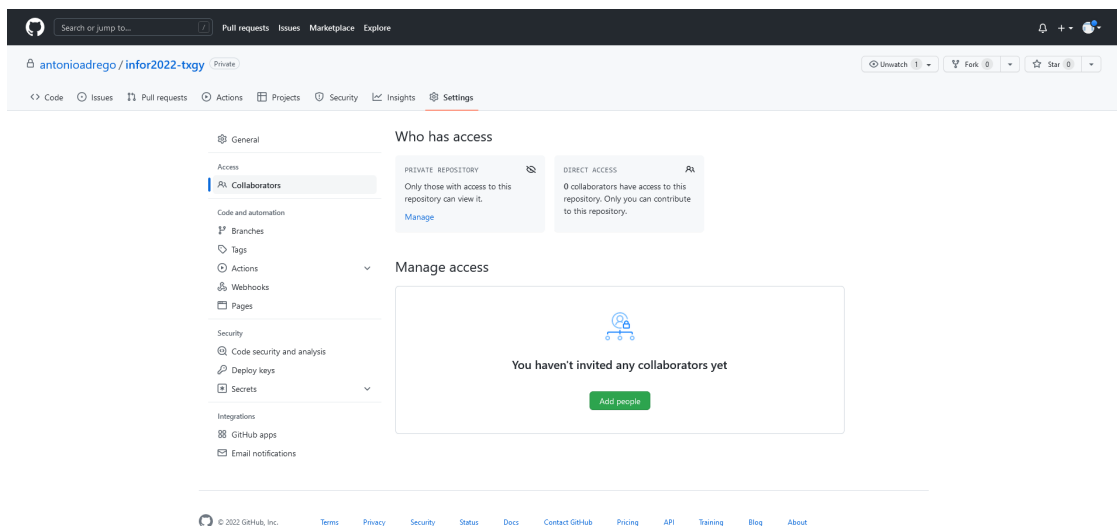 Search or jump to...
/
Pull requests Issues Marketplace Explore
antonioadrego / infor2022-txgy Private
Unwatch 1
Fork 0
Star 0
Code Issues Pull requests Actions Projects Security Insights Settings
General
Access
Collaborators
Code and automation
Branches
Tags
Actions
Webhooks
Pages
Security
Code security and analysis
Deploy keys
Secrets
Integrations
GitHub apps
Email notifications
Who has access
PRIVATE REPOSITORY
Only those with access to this
repository can view it.
Manage
DIRECT ACCESS
0 collaborators have access to this
repository. Only you can contribute
to this repository.
Manage access
You haven't invited any collaborators yet
Add people
© 2022 GitHub, Inc. Terms Privacy Security Status Docs Contact GitHub Pricing API Training Blog About